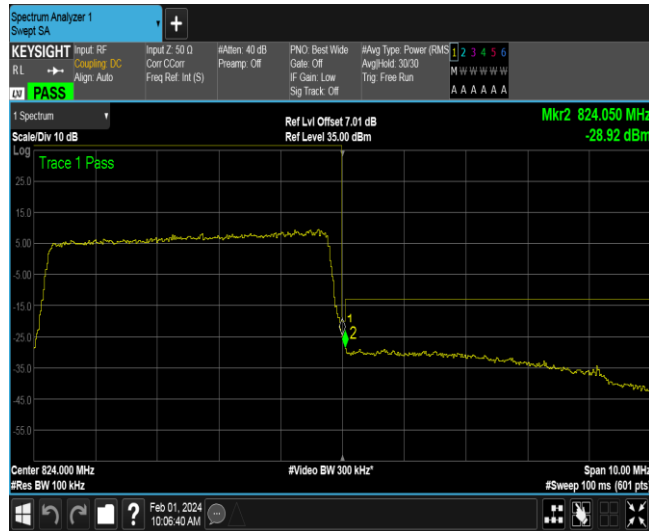 Spectrum Analyzer 1
Swept SA
+
KEYSIGHT Input: RF Input Z: 50 Ω #Atten: 40 dB PNO: Best Wide #Avg Type: Power (RMS 1 2 3 4 5 6
RL Coupling: DC Corr CCorr Preamp: Off Gate: Off Avg|Hold: 30/30 M W W W W W
Align: Auto Freq Ref: Int (S) IF Gain: Low Trig: Free Run
LXI PASS Sig Track: Off A A A A A A
1 Spectrum Ref Lvl Offset 7.01 dB Mkr2 824.050 MHz
Scale/Div 10 dB Ref Level 35.00 dBm -28.92 dBm
Log
Trace 1 Pass
25.0
15.0
5.00
-5.00
-15.0
1
2
-25.0
-35.0
-45.0
-55.0
Center 824.000 MHz #Video BW 300 kHz* Span 10.00 MHz
#Res BW 100 kHz #Sweep 100 ms (601 pts)
? Feb 01, 2024
10:06:40 AM